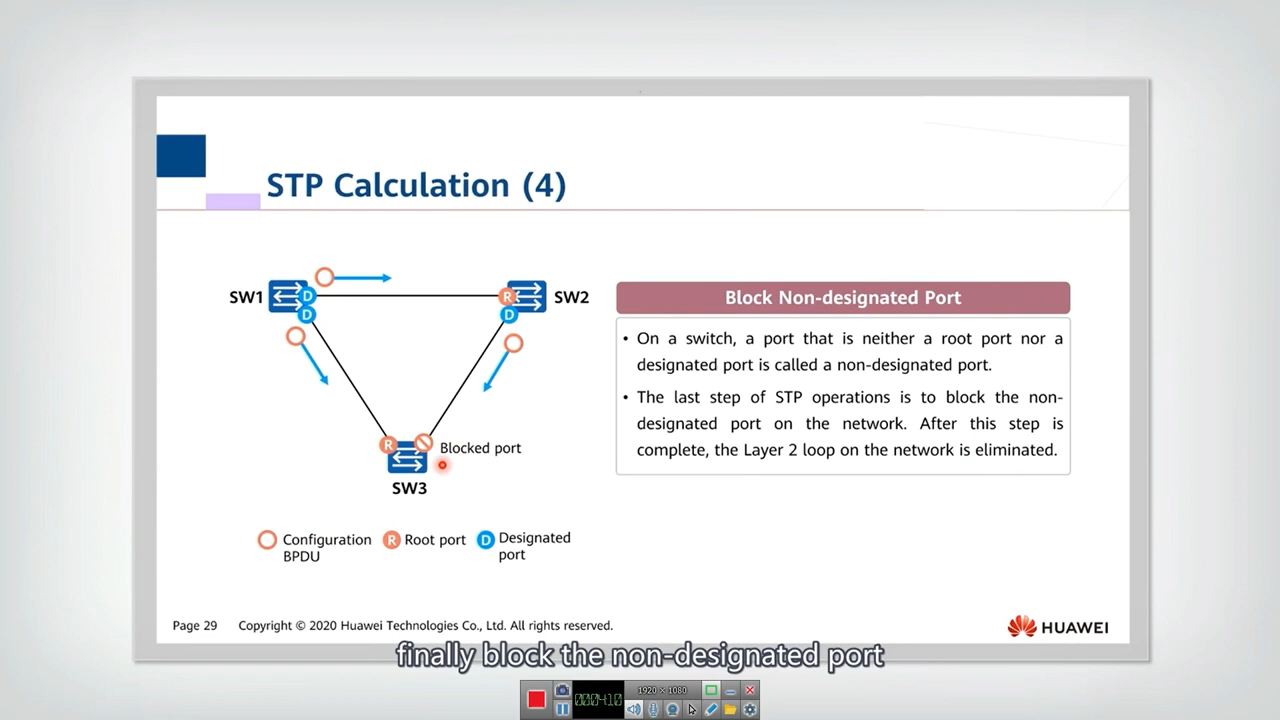 STP Calculation (4)
SW1
D
R
SW2
D
D
R
Blocked port
SW3
Configuration
BPDU
R
Root port
D
Designated
port
Block Non-designated Port
• On a switch, a port that is neither a root port nor a
designated port is called a non-designated port.
• The last step of STP operations is to block the non-
designated port on the network. After this step is
complete, the Layer 2 loop on the network is eliminated.
Page 29
Copyright © 2020 Huawei Technologies Co., Ltd. All rights reserved.
HUAWEI
finally block the non-designated port
1920 × 1080
000:04:10